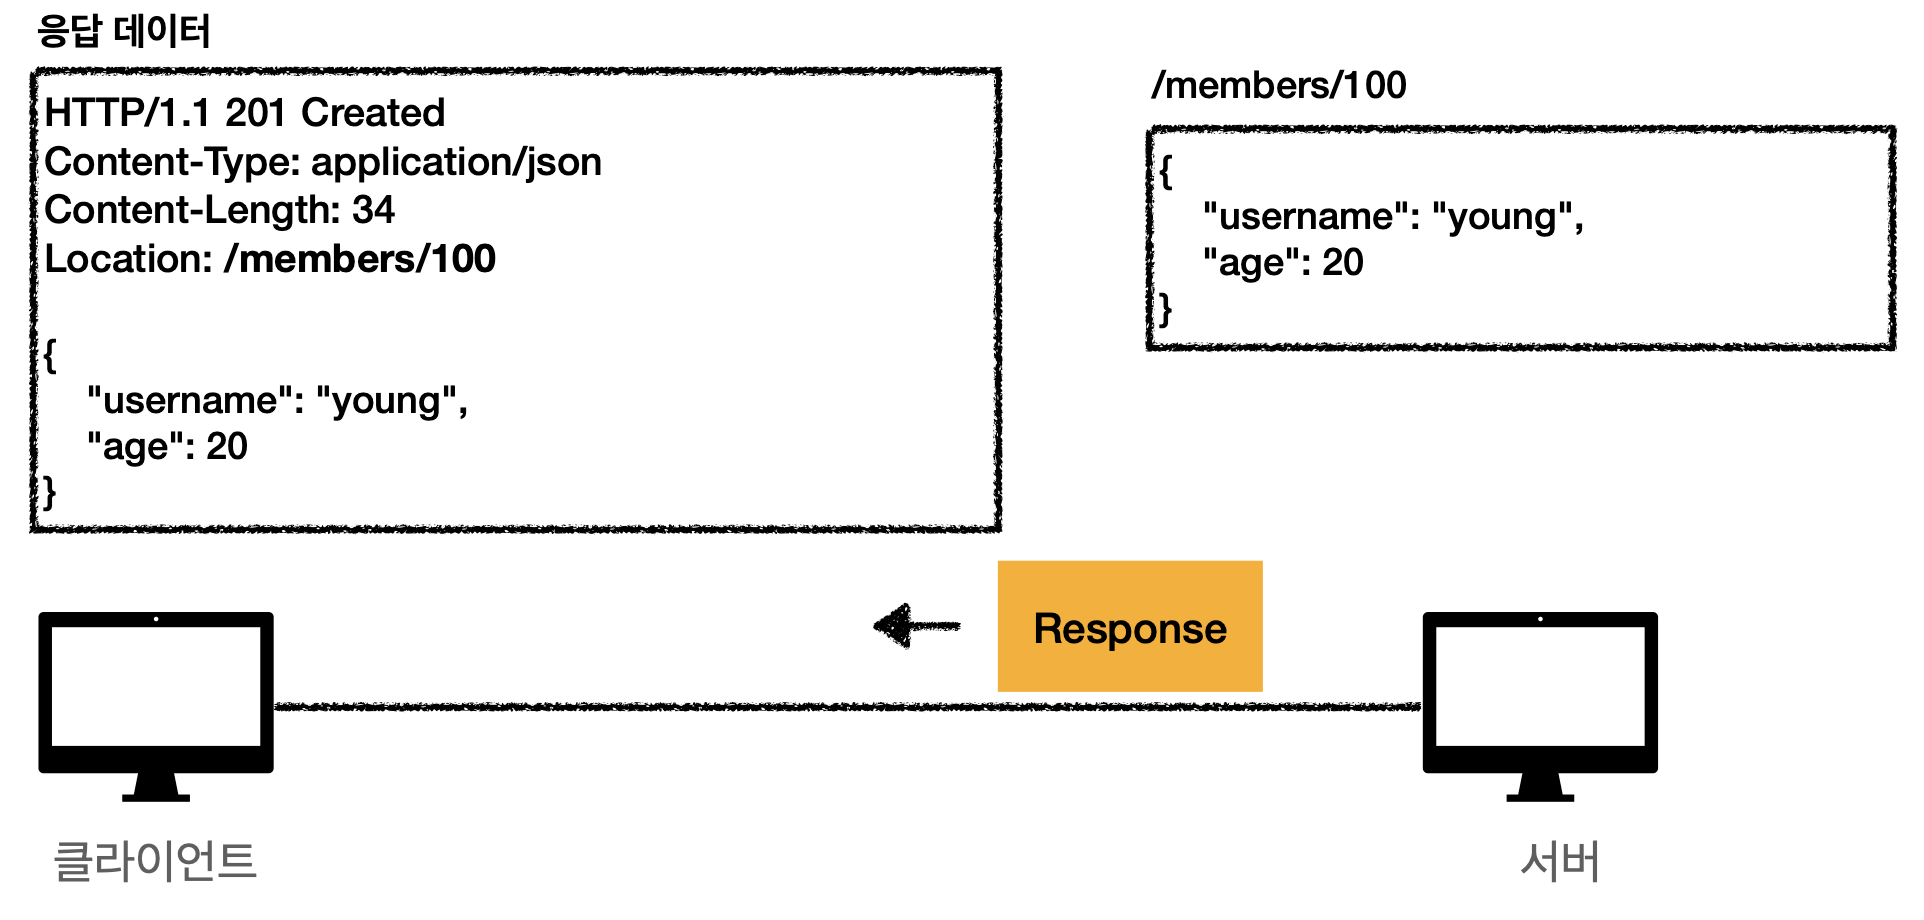 응답 데이터
HTTP/1.1 201 Created
Content-Type: application/json
Content-Length: 34
Location: /members/100
{
"username": "young",
"age": 20
}
/members/100
{
"username": "young",
"age": 20
}
Response
클라이언트
서버